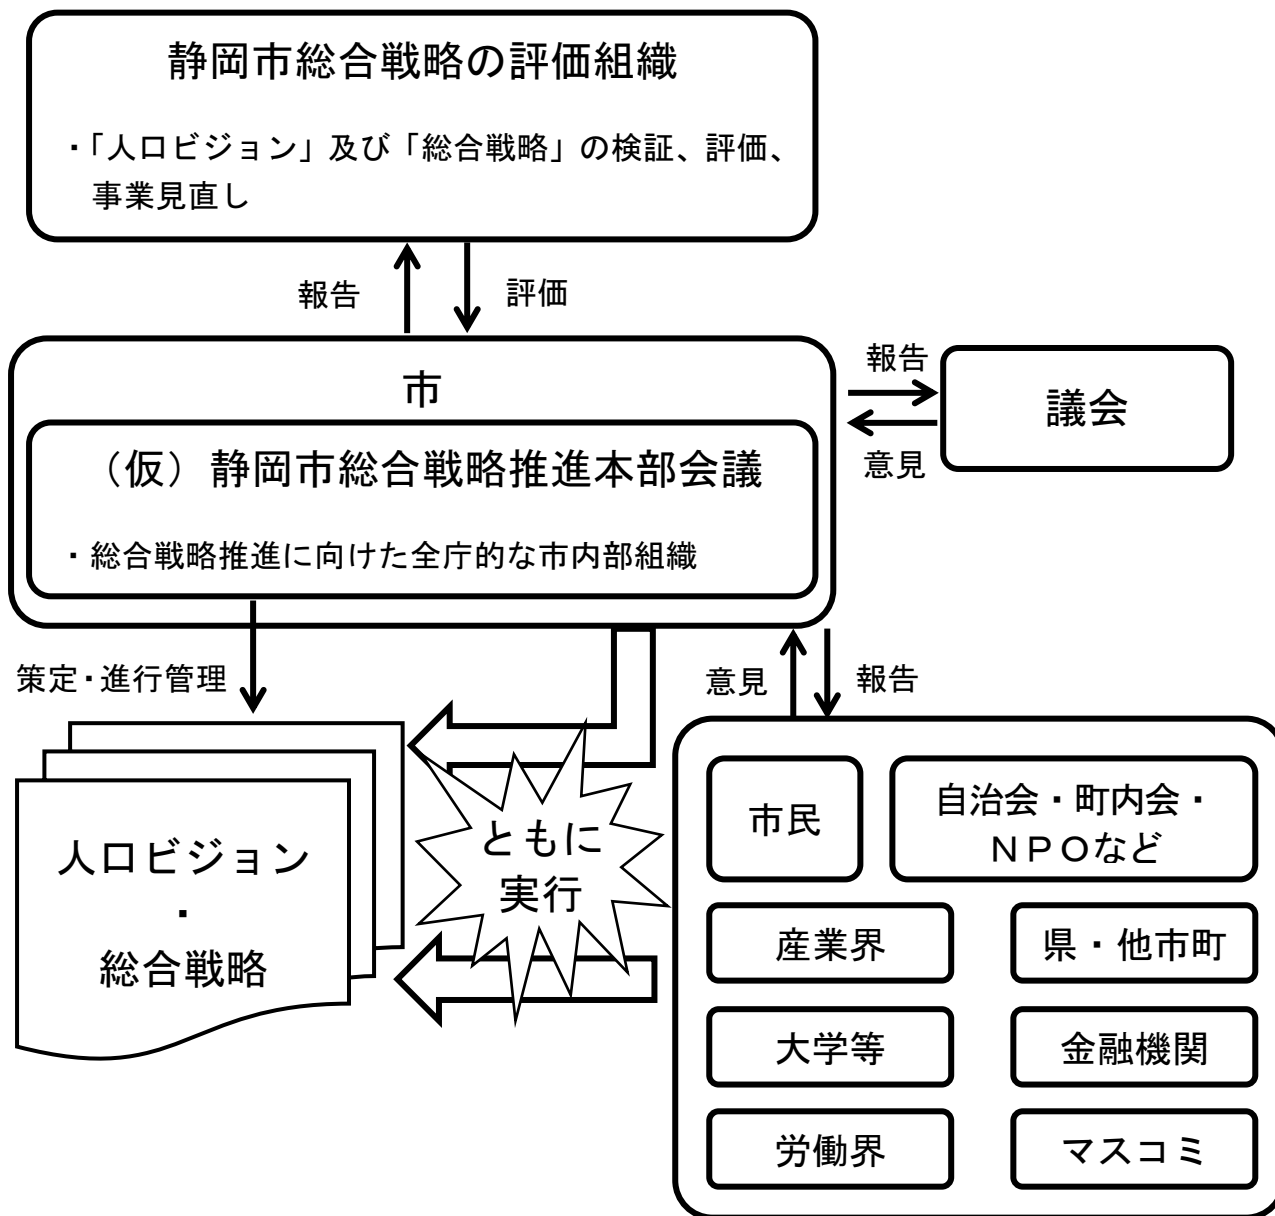 静岡市総合戦略の評価組織
・「人口ビジョン」及び「総合戦略」の検証、評価、
事業見直し
報告
評価
市
（仮）静岡市総合戦略推進本部会議
・総合戦略推進に向けた全庁的な市内部組織
報告
意見
議会
策定・進行管理
意見
報告
人口ビジョン
・
総合戦略
ともに
実行
市民
自治会・町内会・
ＮＰＯなど
産業界
県・他市町
大学等
金融機関
労働界
マスコミ